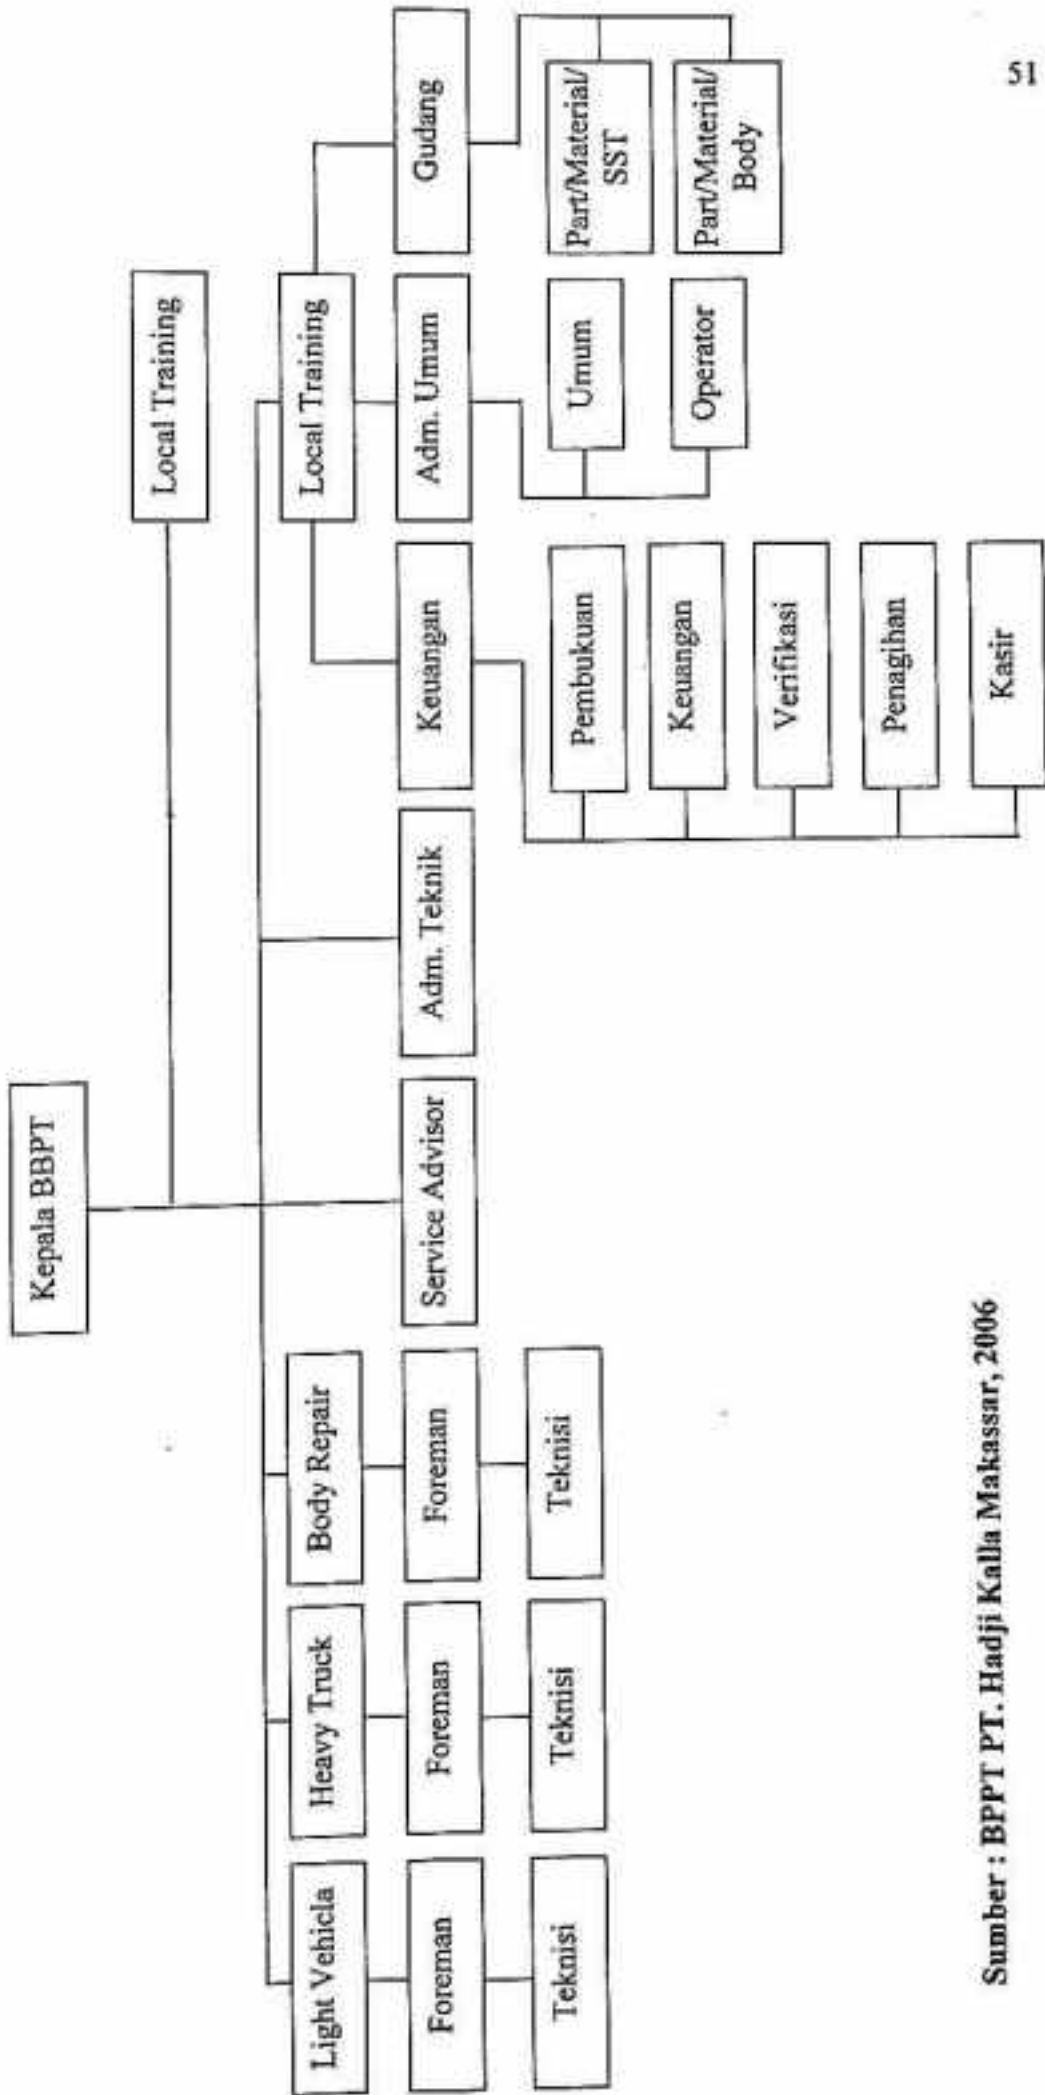 Kepala BBPT
Local Training
Light Vehicla
Heavy Truck
Body Repair
Local Training
Foreman
Foreman
Foreman
Service Advisor
Adm. Teknik
Keuangan
Adm. Umum
Gudang
Teknisi
Teknisi
Teknisi
Pembukuan
Umum
Part/Material/
SST
Keuangan
Operator
Part/Material/
Body
Verifikasi
Penagihan
Kasir
Sumber : BPPT PT. Hadji Kalla Makassar, 2006
51